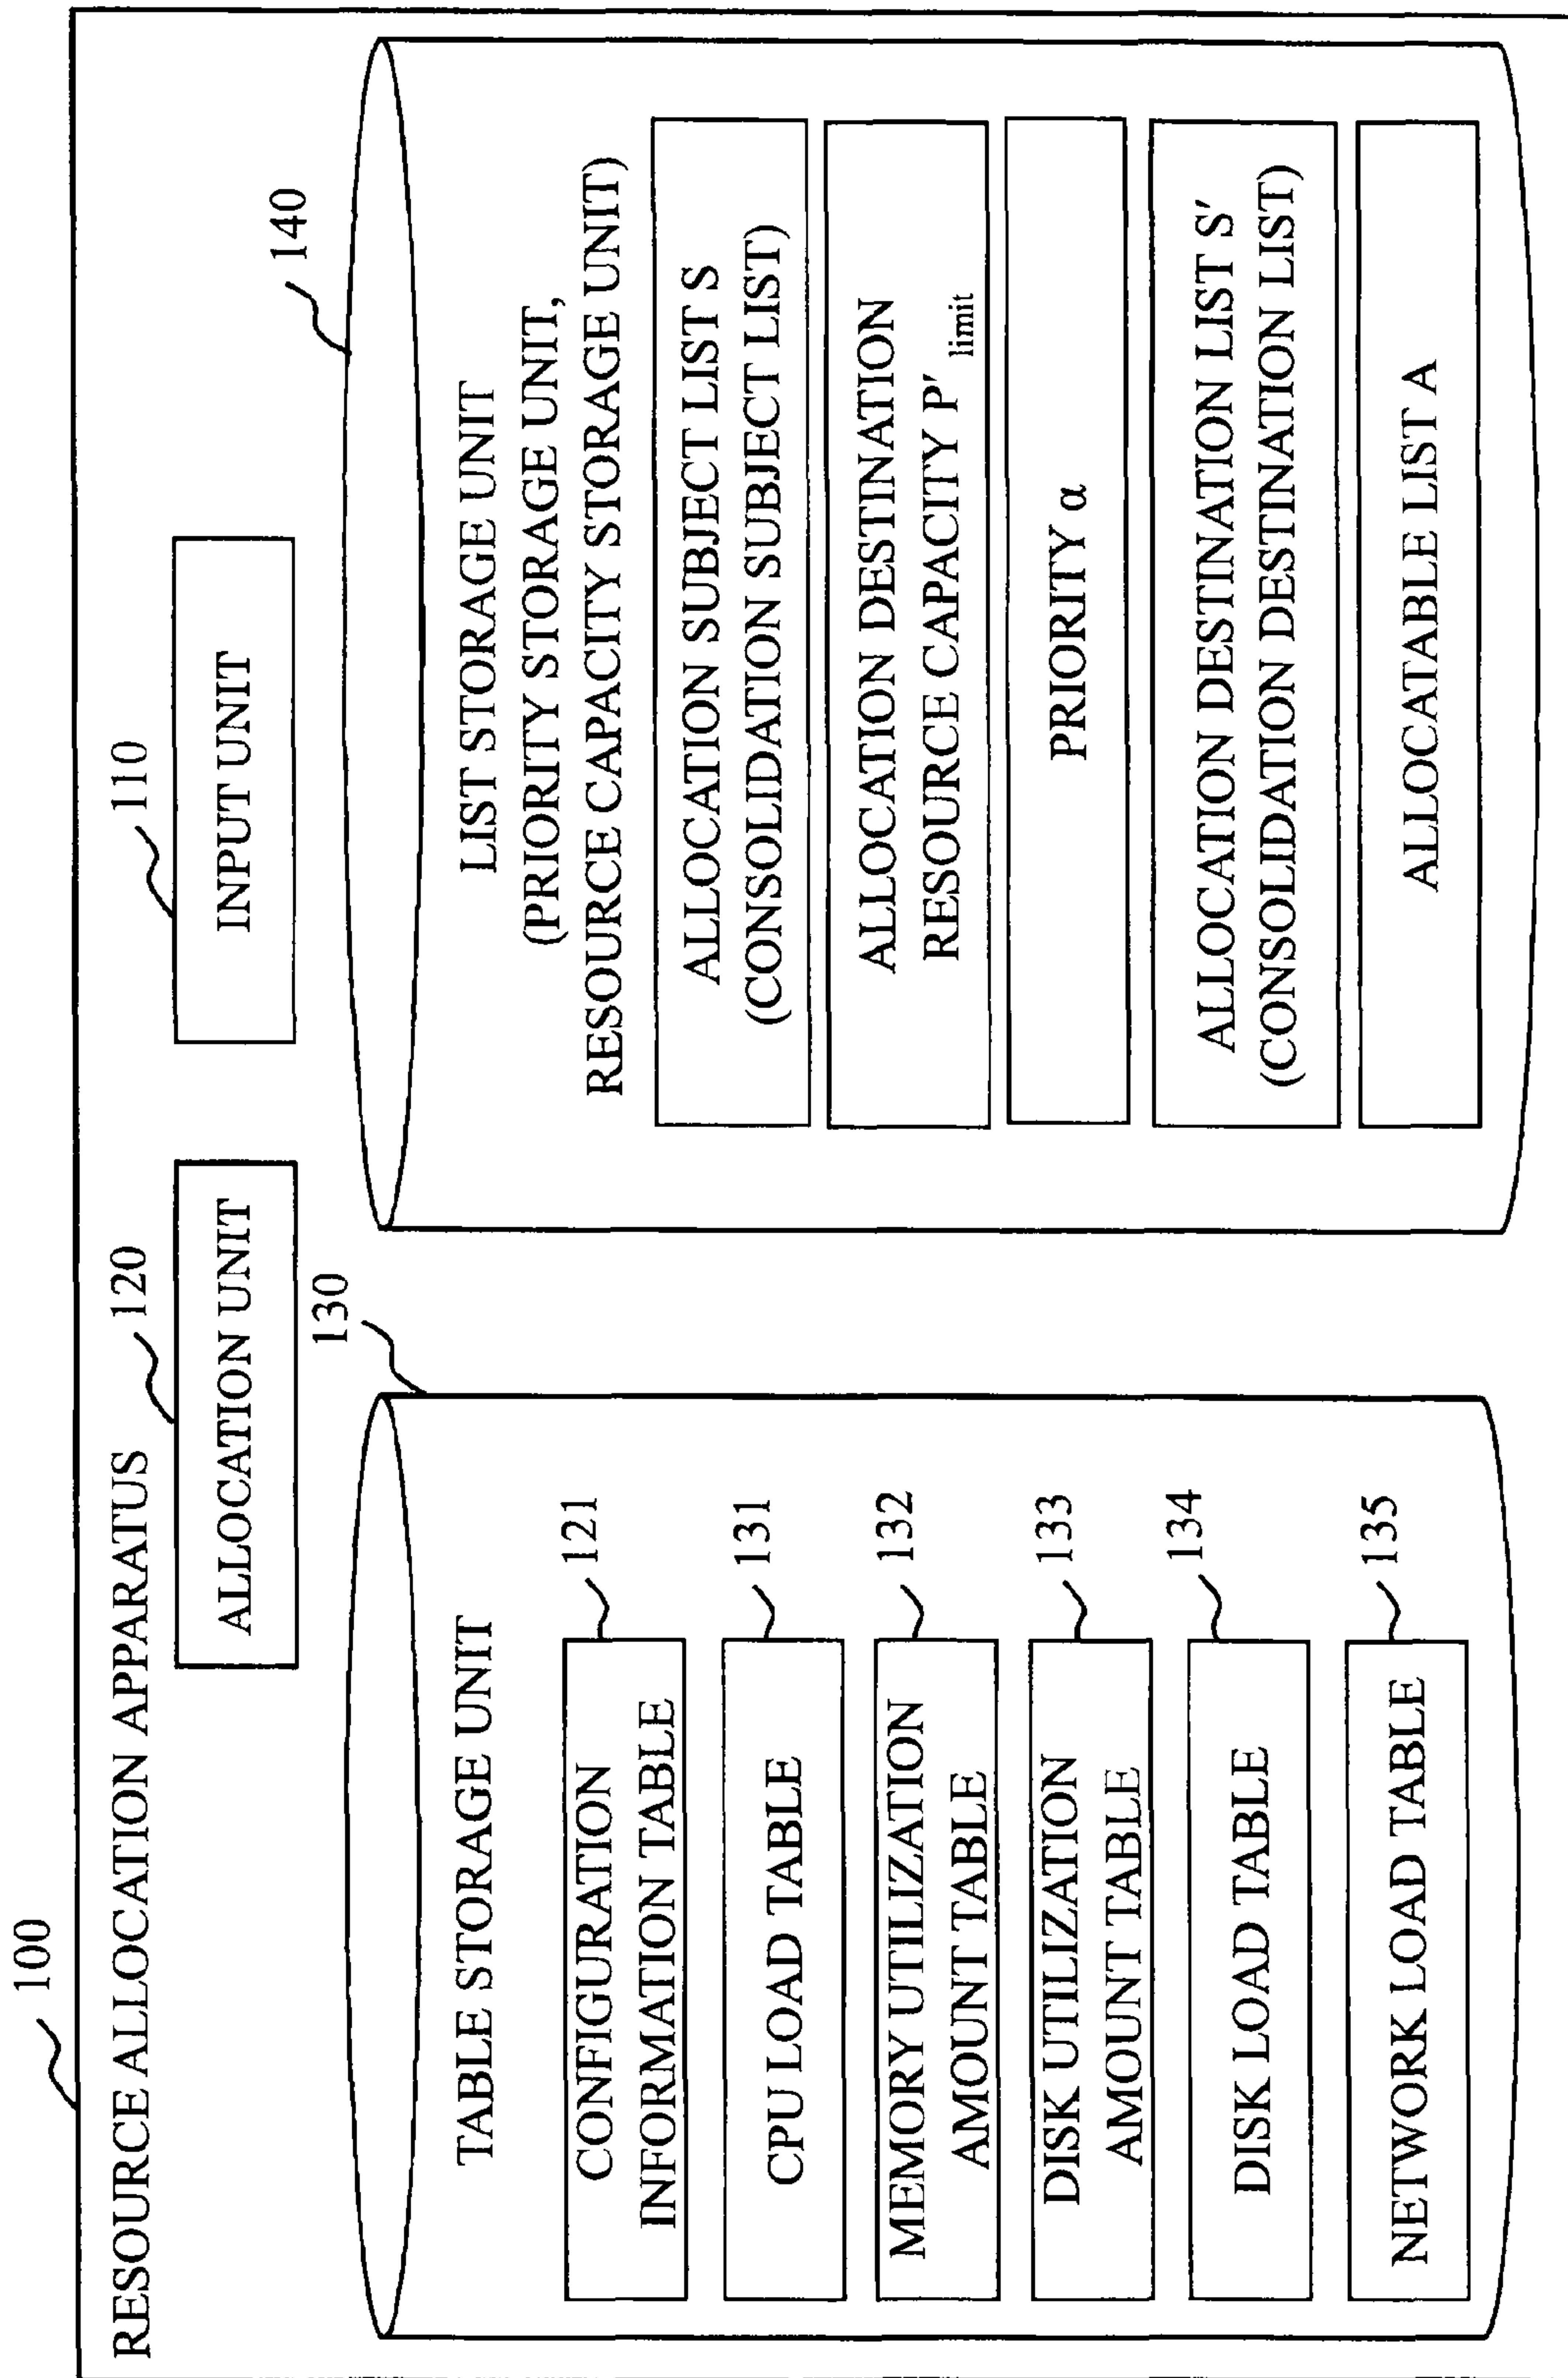 100
RESOURCE ALLOCATION APPARATUS
120
ALLOCATION UNIT
110
INPUT UNIT
130
TABLE STORAGE UNIT
CONFIGURATION
INFORMATION TABLE
121
CPU LOAD TABLE
131
MEMORY UTILIZATION
AMOUNT TABLE
132
DISK UTILIZATION
AMOUNT TABLE
133
DISK LOAD TABLE
134
NETWORK LOAD TABLE
135
140
LIST STORAGE UNIT
(PRIORITY STORAGE UNIT,
RESOURCE CAPACITY STORAGE UNIT)
ALLOCATION SUBJECT LIST S
(CONSOLIDATION SUBJECT LIST)
ALLOCATION DESTINATION
RESOURCE CAPACITY P′limit
PRIORITY α
ALLOCATION DESTINATION LIST S′
(CONSOLIDATION DESTINATION LIST)
ALLOCATABLE LIST A